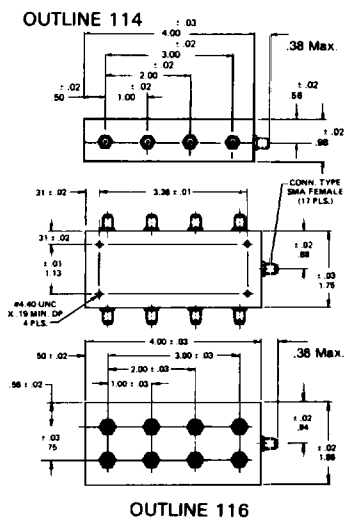 OUTLINE 114
± .03
4.00
± .02
3.00
.38 Max.
± .02
2.00
± .02
.50
± .02
1.00
± .02
.56
± .02
.96
.31 ± .02
3.38 ± .01
CONN. TYPE
SMA FEMALE
(17 PLS.)
.31 ± .02
± .01
1.13
± .02
.88
± .03
1.75
#4-40 UNC
X .19 MIN. DP
4 PLS.
4.00 ± .03
.50 ± .02
3.00 ± .03
.38 Max.
2.00 ± .03
.56 ± .02
1.00 ± .03
± .03
.75
± .02
.94
± .02
1.88
OUTLINE 116